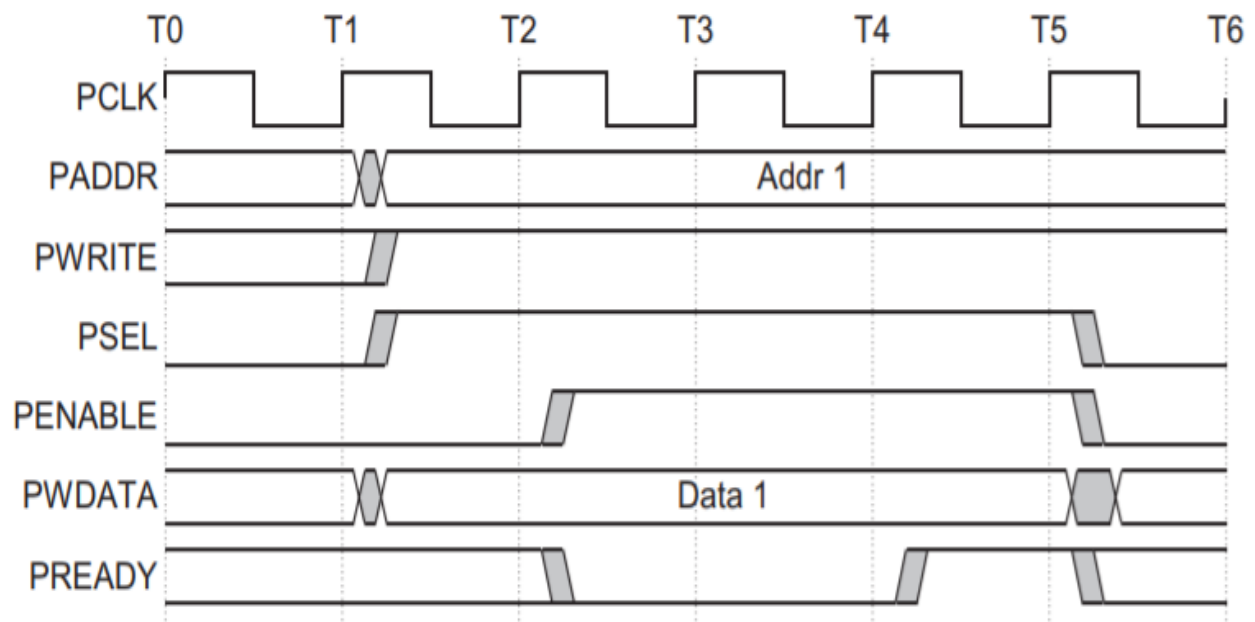 T0 T1 T2 T3 T4 T5 T6
PCLK
PADDR Addr 1
PWRITE
PSEL
PENABLE
PWDATA Data 1
PREADY